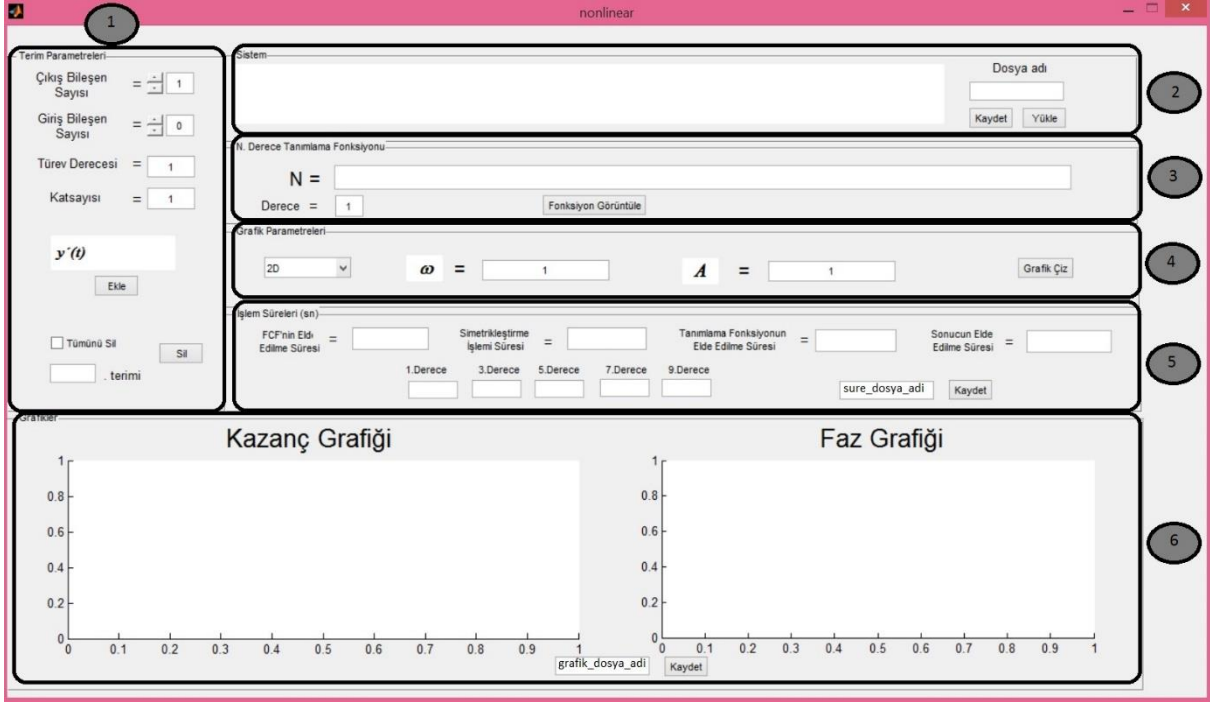 nonlinear
1
Terim Parametreleri
Çıkış Bileşen
Sayısı
=
1
Giriş Bileşen
Sayısı
=
0
Türev Derecesi = 1
Katsayısı = 1
y´(t)
Ekle
Tümünü Sil
Sil
. terimi
Sistem
Dosya adı
Kaydet Yükle
2
N. Derece Tanımlama Fonksiyonu
N =
Derece = 1
Fonksiyon Görüntüle
3
Grafik Parametreleri
2D
ω = 1
A = 1
Grafik Çiz
4
İşlem Süreleri (sn)
FCF'nin Eld
Edilme Süresi
=
Simetrikleştirme
İşlemi Süresi
=
Tanımlama Fonksiyonun
Elde Edilme Süresi
=
Sonucun Elde
Edilme Süresi
=
1.Derece 3.Derece 5.Derece 7.Derece 9.Derece
sure_dosya_adi Kaydet
5
Grafikler
Kazanç Grafiği
1
0.8
0.6
0.4
0.2
0
0 0.1 0.2 0.3 0.4 0.5 0.6 0.7 0.8 0.9 1
Faz Grafiği
1
0.8
0.6
0.4
0.2
0
0 0.1 0.2 0.3 0.4 0.5 0.6 0.7 0.8 0.9 1
grafik_dosya_adi Kaydet
6